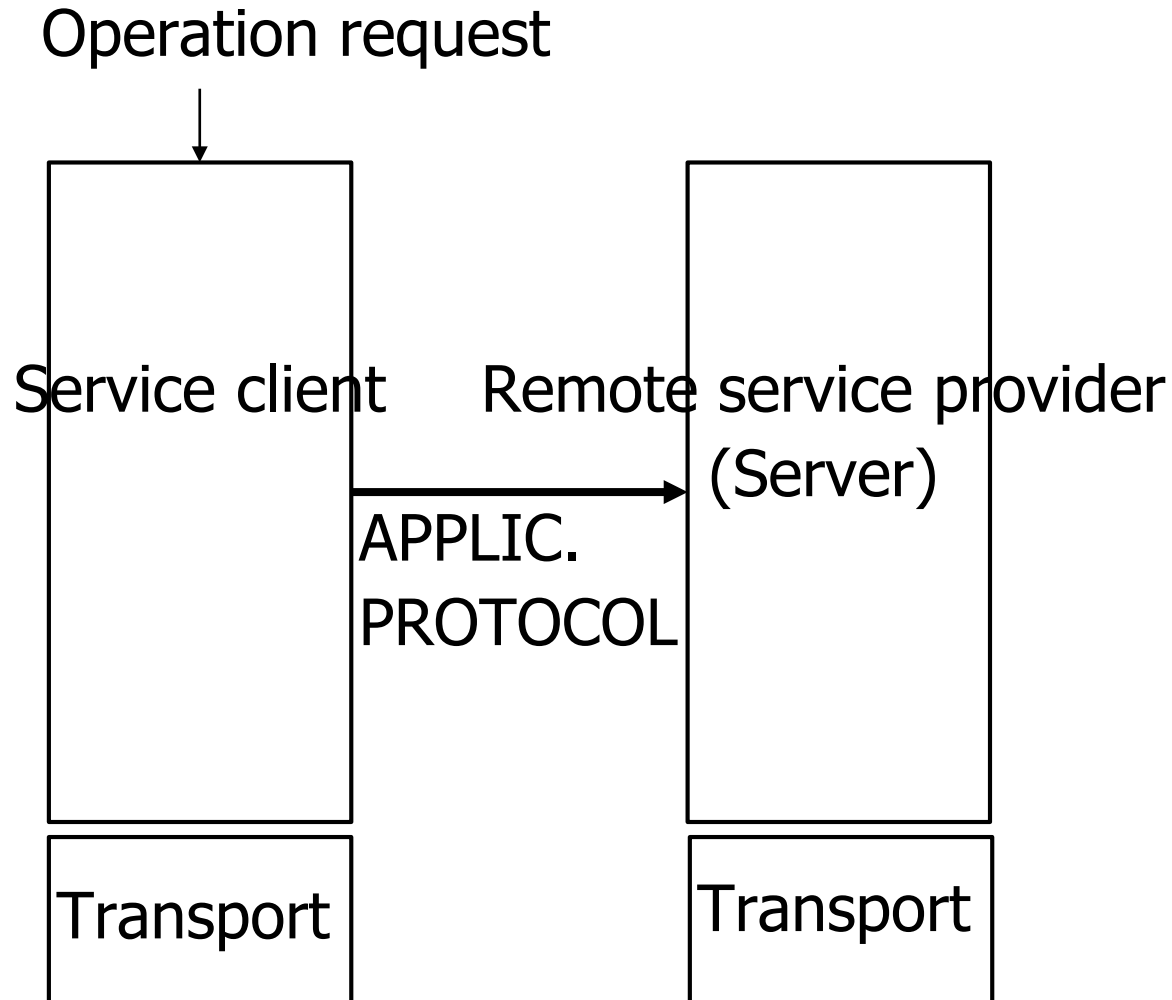 Operation request
Service client
Remote service provider
(Server)
APPLIC.
PROTOCOL
Transport
Transport